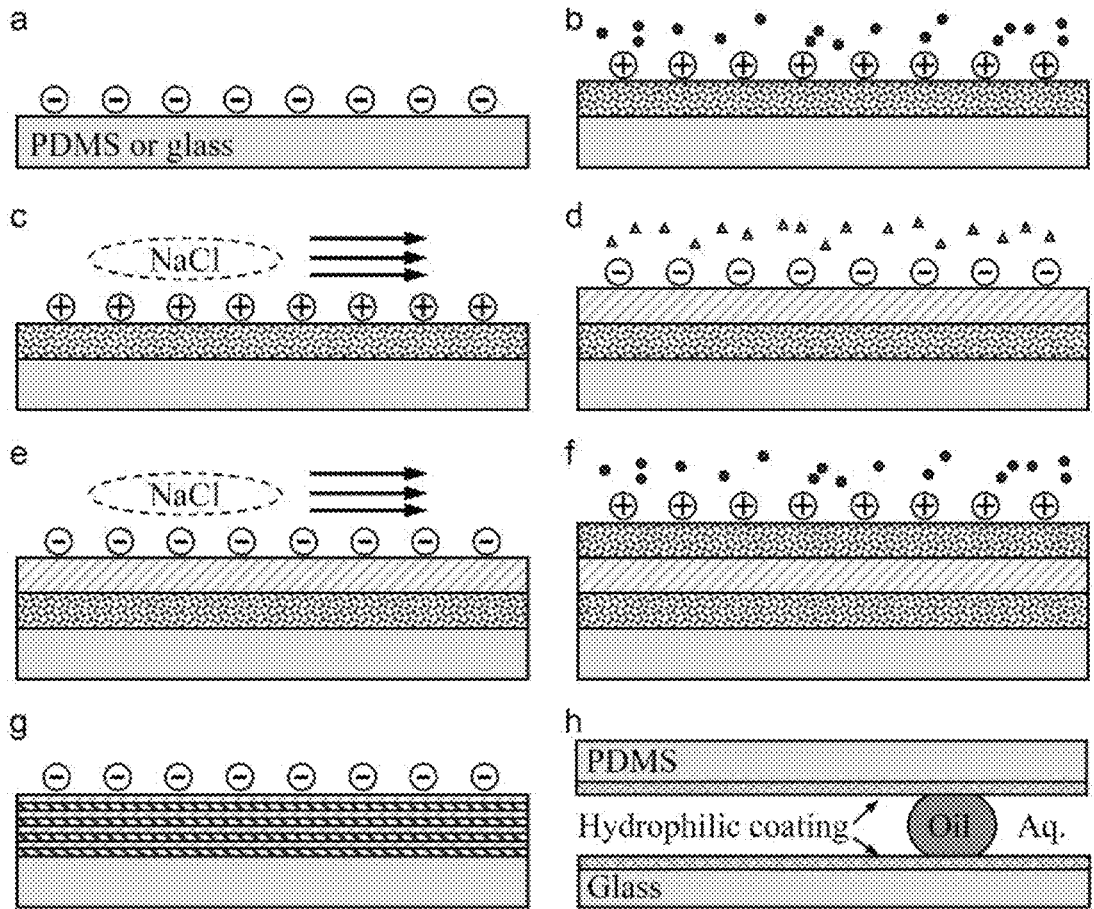 a
b
PDMS or glass
c
NaCl
d
e
NaCl
f
g
h
PDMS
Hydrophilic coating
Oil
Aq.
Glass